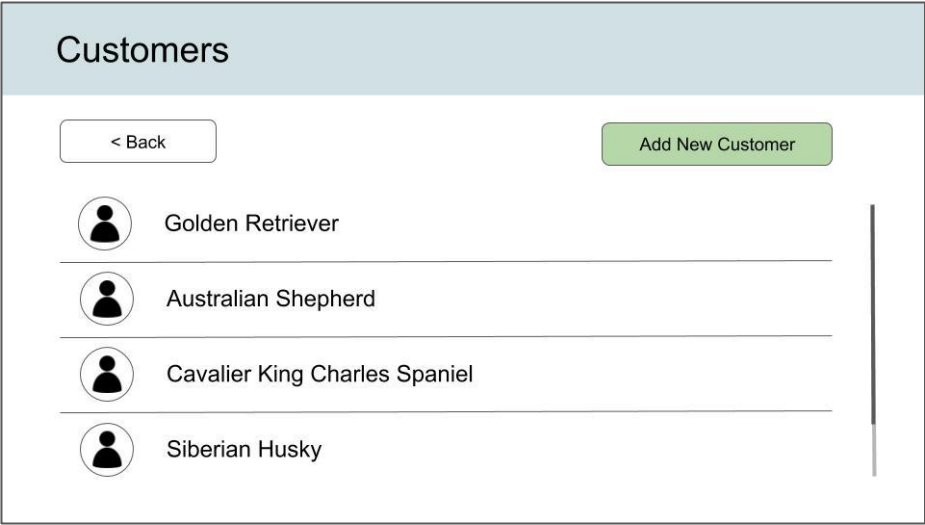 Customers
< Back
Add New Customer
Golden Retriever
Australian Shepherd
Cavalier King Charles Spaniel
Siberian Husky